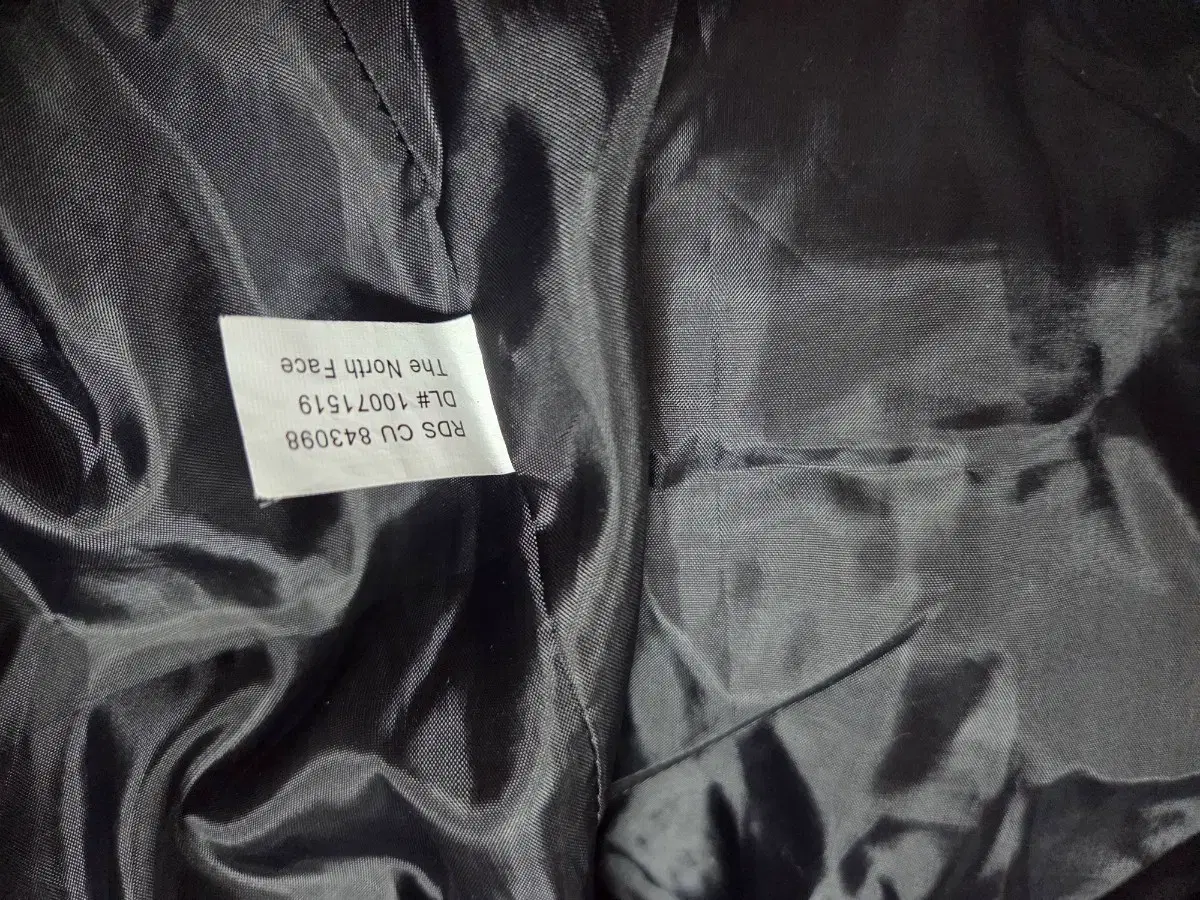 RDS CU 843098
DL# 10071519
The North Face